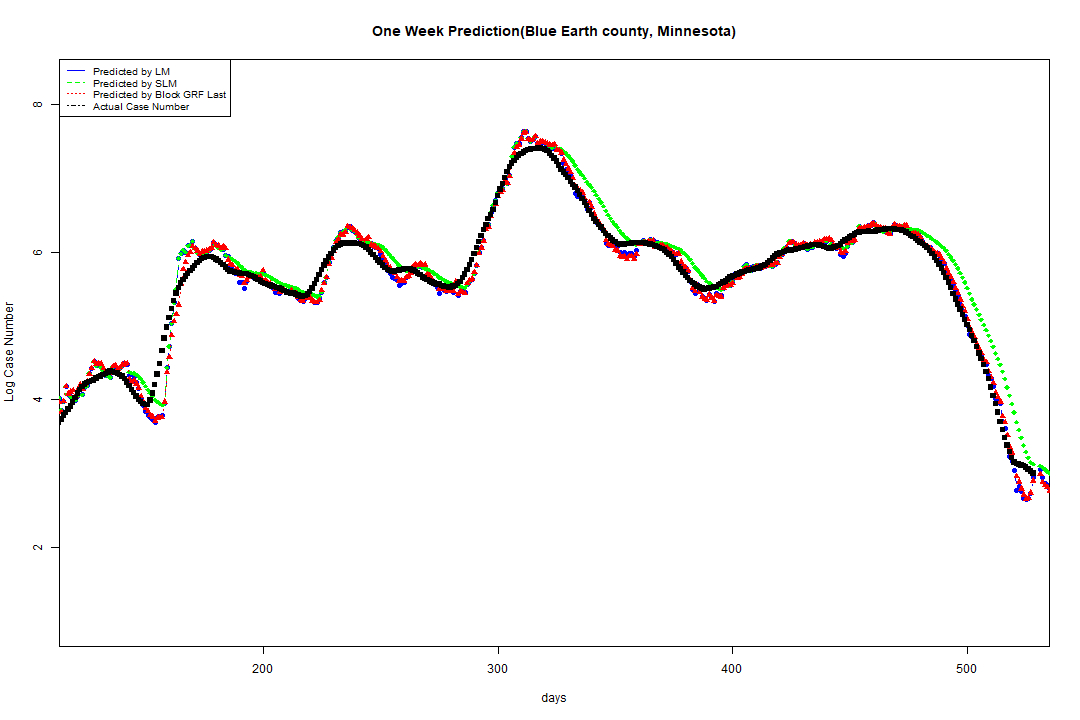 One Week Prediction(Blue Earth county, Minnesota)
Predicted by LM
Predicted by SLM
Predicted by Block GRF Last
Actual Case Number
8
6
4
2
Log Case Number
200 300 400 500
days